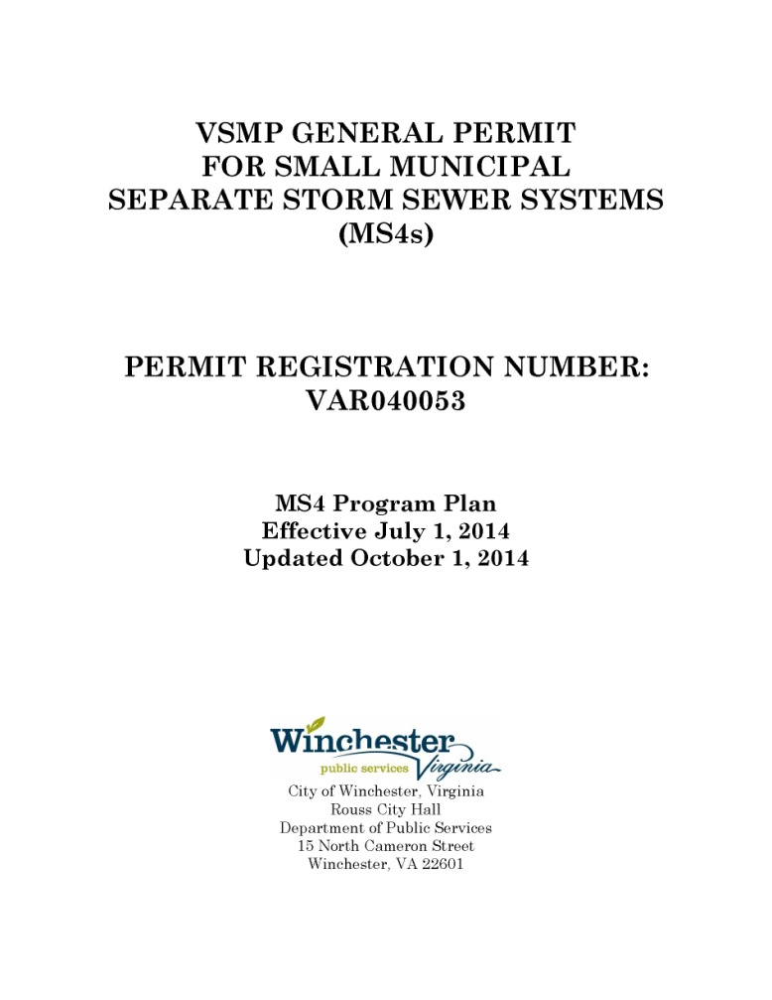 VSMP GENERAL PERMIT
FOR SMALL MUNICIPAL
SEPARATE STORM SEWER SYSTEMS
(MS4s)
PERMIT REGISTRATION NUMBER:
VAR040053
MS4 Program Plan
Effective July 1, 2014
Updated October 1, 2014
Winchester
public services Virginia
City of Winchester, Virginia
Rouss City Hall
Department of Public Services
15 North Cameron Street
Winchester, VA 22601